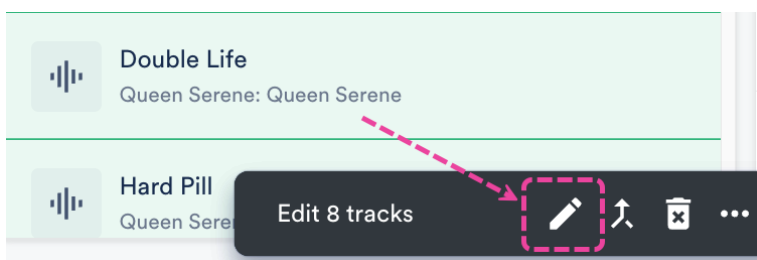 Double Life
Queen Serene: Queen Serene
Hard Pill
Queen Sere
Edit 8 tracks